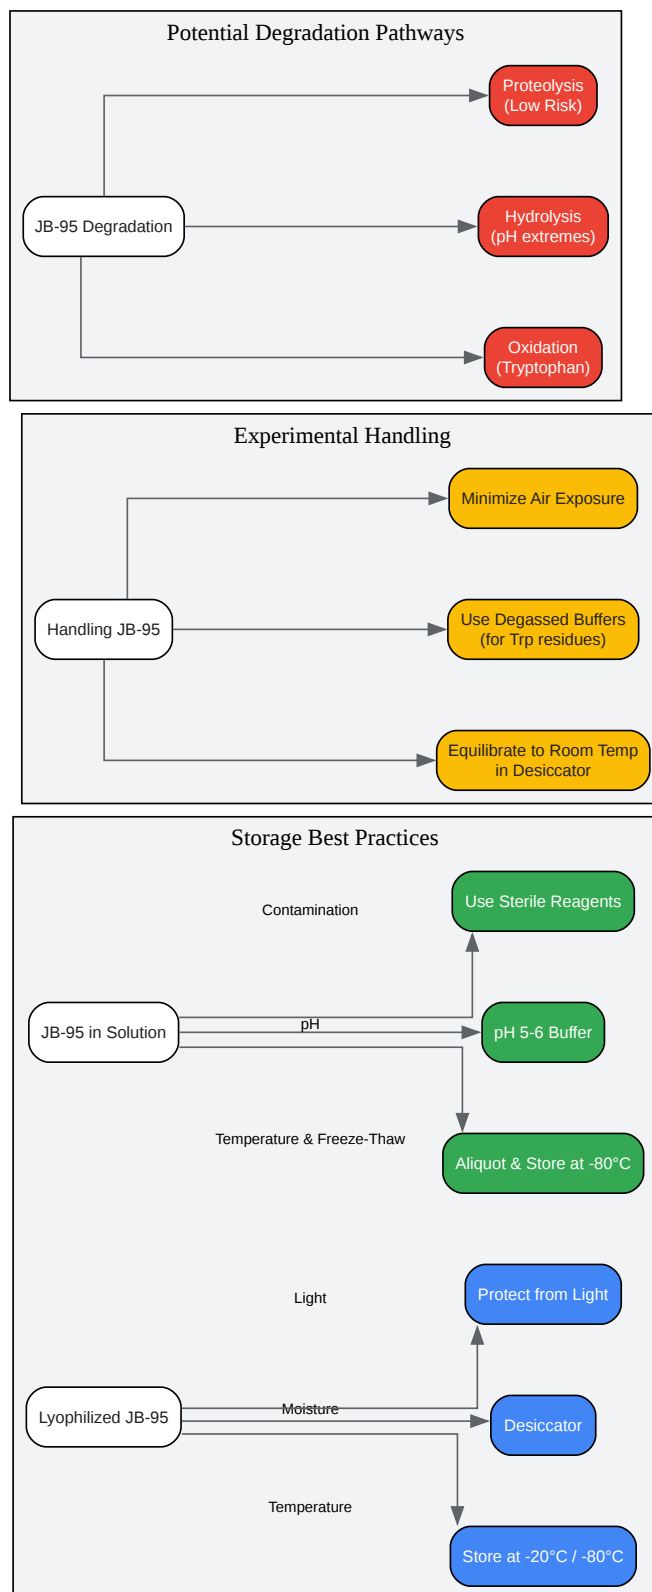 Potential Degradation Pathways
Proteolysis
(Low Risk)
JB-95 Degradation
Hydrolysis
(pH extremes)
Oxidation
(Tryptophan)
Experimental Handling
Minimize Air Exposure
Handling JB-95
Use Degassed Buffers
(for Trp residues)
Equilibrate to Room Temp
in Desiccator
Storage Best Practices
Contamination
Use Sterile Reagents
JB-95 in Solution
pH
pH 5-6 Buffer
Temperature & Freeze-Thaw
Aliquot & Store at -80°C
Light
Protect from Light
Lyophilized JB-95
Moisture
Desiccator
Temperature
Store at -20°C / -80°C